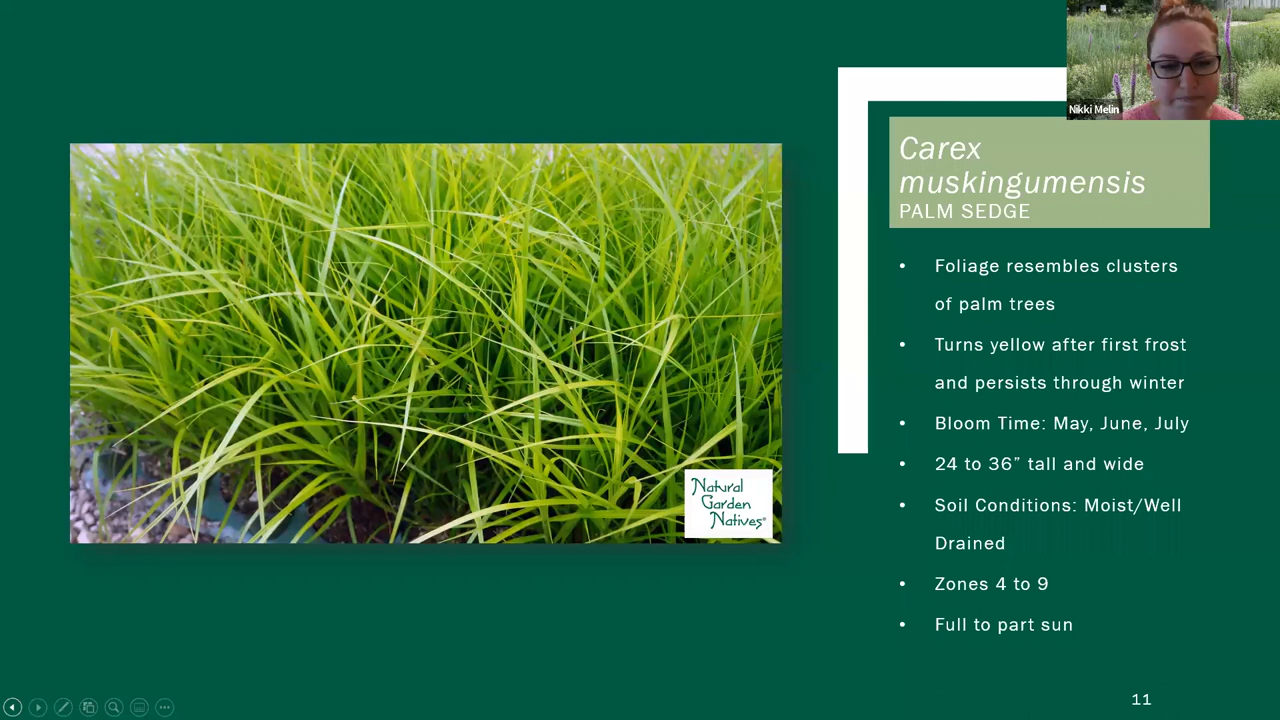 Nikki Melin
Carex
muskingumensis
PALM SEDGE
• Foliage resembles clusters
of palm trees
• Turns yellow after first frost
and persists through winter
• Bloom Time: May, June, July
• 24 to 36” tall and wide
• Soil Conditions: Moist/Well
Drained
• Zones 4 to 9
• Full to part sun
Natural
Garden
Natives®
11